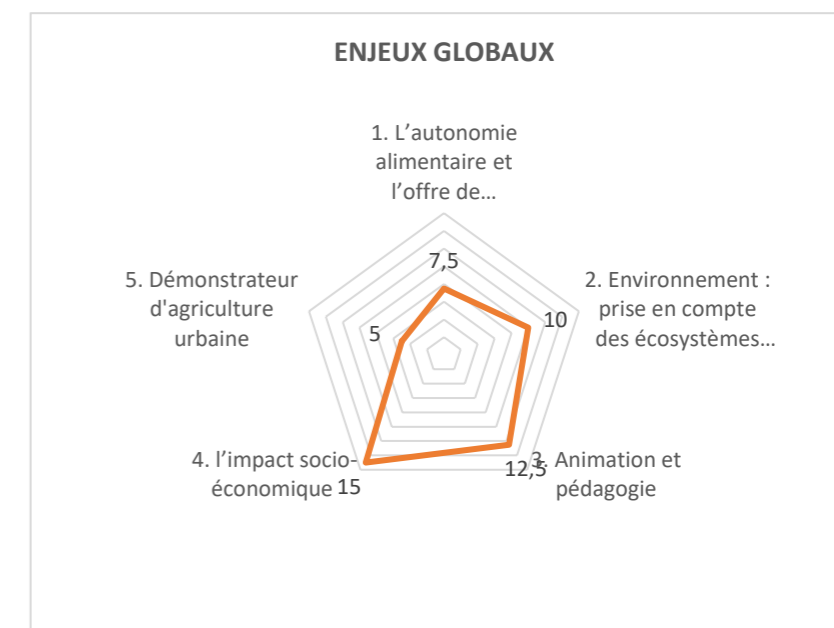 ENJEUX GLOBAUX
1. L'autonomie
alimentaire et
l'offre de...
7,5
5. Démonstrateur
d'agriculture
urbaine
5
2. Environnement :
prise en compte
des écosystèmes...
10
4. l'impact socio-
économique
15
3. Animation et
pédagogie
12,5